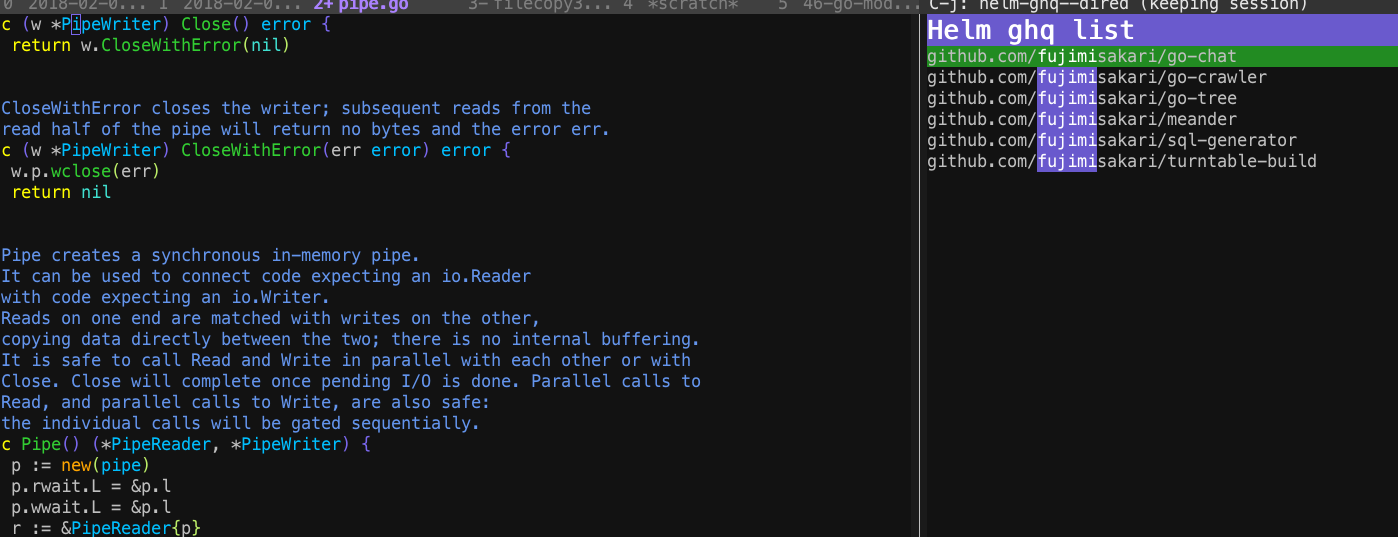 0 2018-02-0... 1 2018-02-0... 2+ pipe.go 3- filecopy3... 4 *scratch* 5 46-go-mod...
c (w *PipeWriter) Close() error {
return w.CloseWithError(nil)
CloseWithError closes the writer; subsequent reads from the
read half of the pipe will return no bytes and the error err.
c (w *PipeWriter) CloseWithError(err error) error {
w.p.wclose(err)
return nil
Pipe creates a synchronous in-memory pipe.
It can be used to connect code expecting an io.Reader
with code expecting an io.Writer.
Reads on one end are matched with writes on the other,
copying data directly between the two; there is no internal buffering.
It is safe to call Read and Write in parallel with each other or with
Close. Close will complete once pending I/O is done. Parallel calls to
Read, and parallel calls to Write, are also safe:
the individual calls will be gated sequentially.
c Pipe() (*PipeReader, *PipeWriter) {
p := new(pipe)
p.rwait.L = &p.l
p.wwait.L = &p.l
r := &PipeReader{p}
C-j: helm-ghq--dired (keeping session)
Helm ghq list
github.com/fujimisakari/go-chat
github.com/fujimisakari/go-crawler
github.com/fujimisakari/go-tree
github.com/fujimisakari/meander
github.com/fujimisakari/sql-generator
github.com/fujimisakari/turntable-build